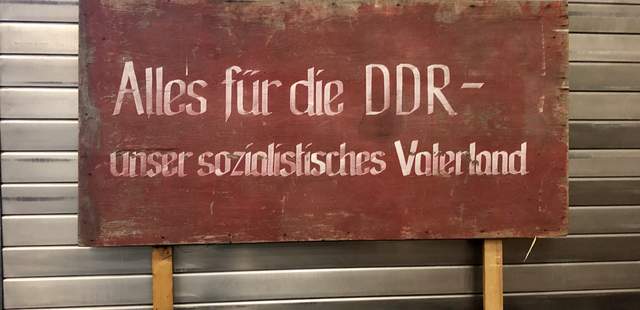 Alles für die DDR -
unser sozialistisches Vaterland